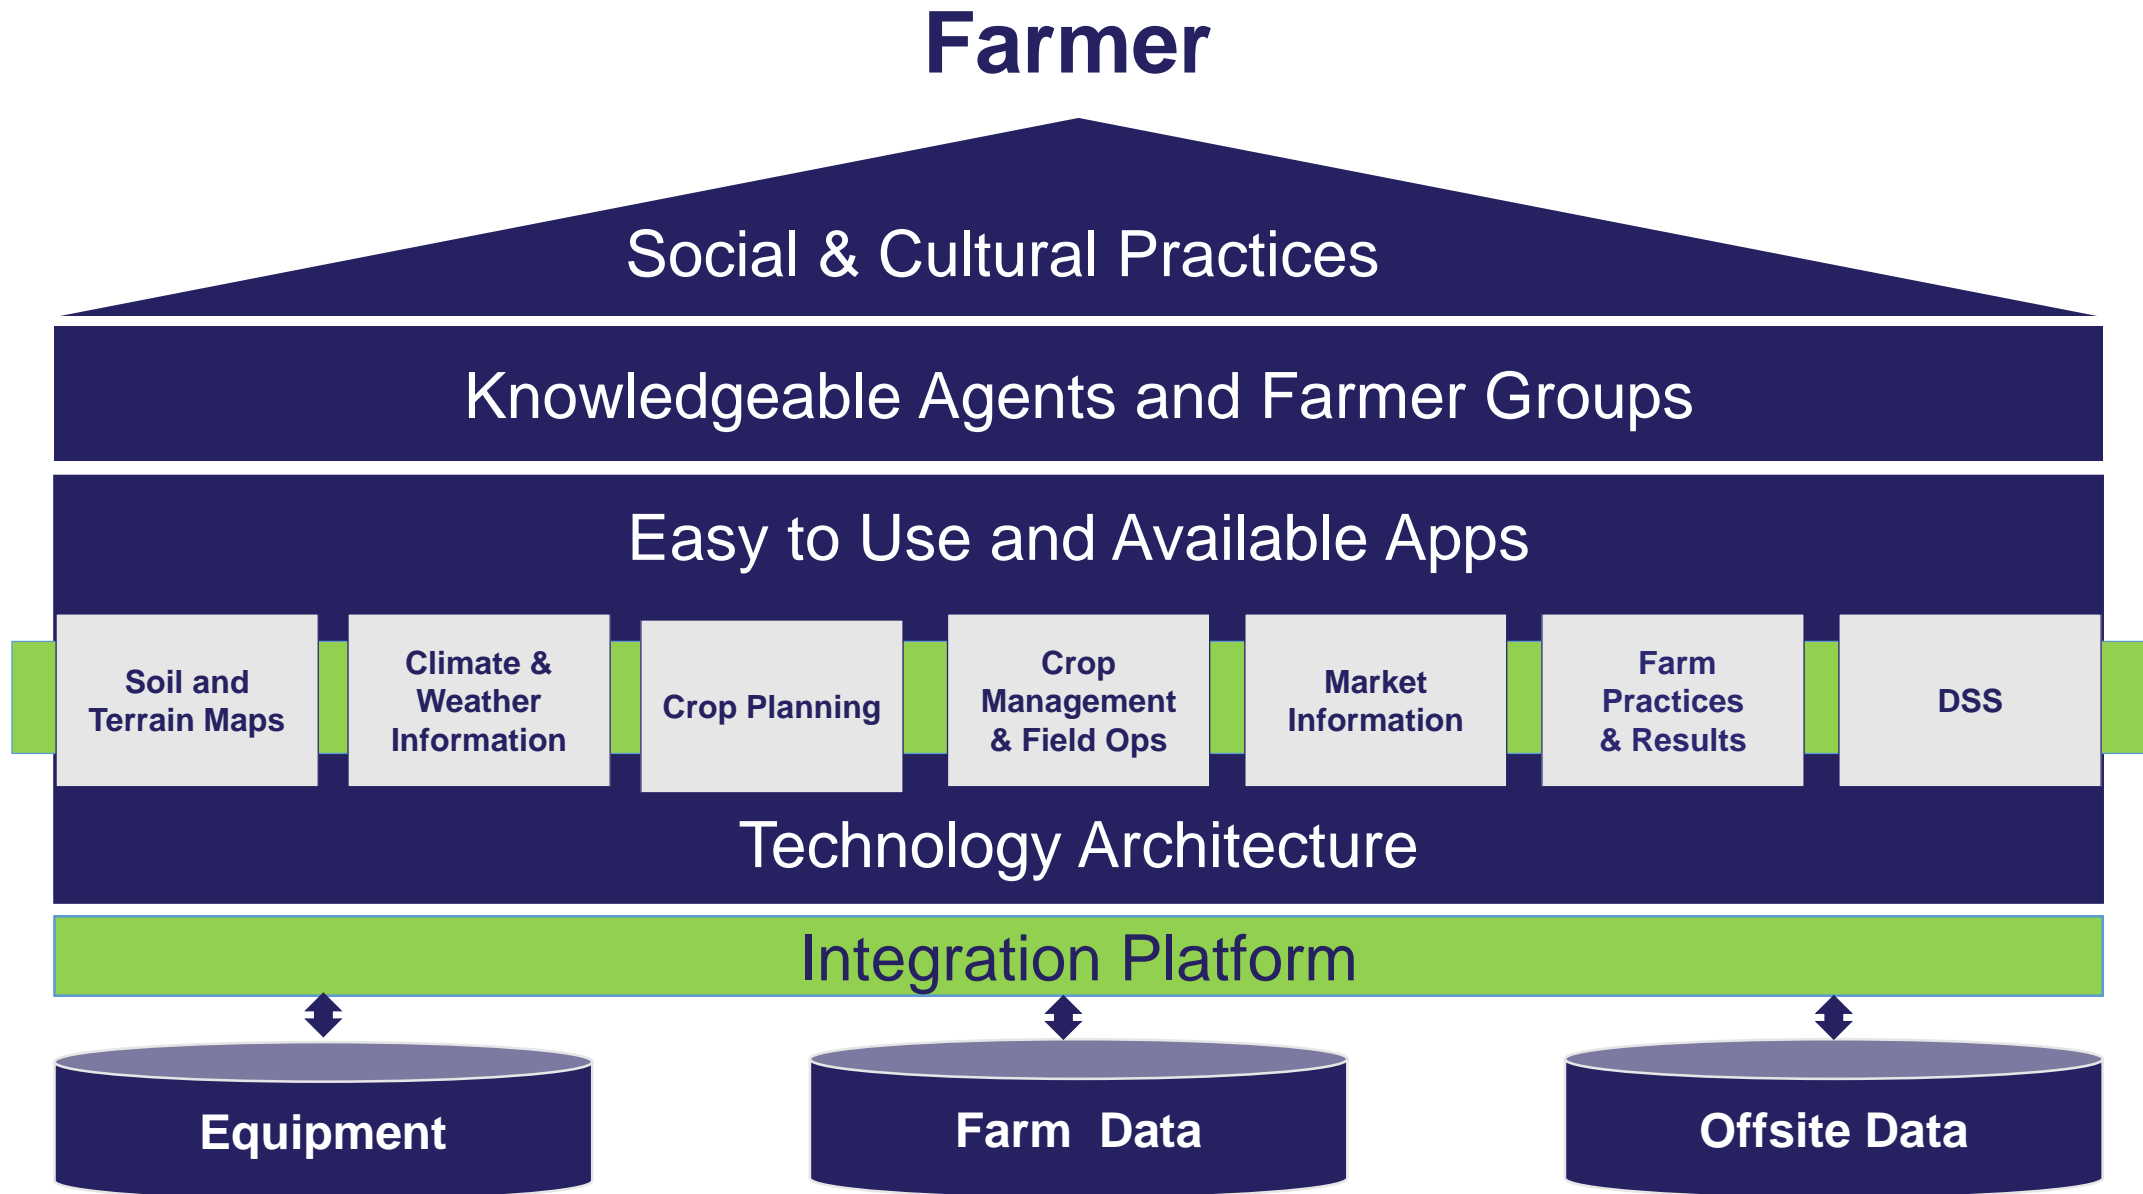 Farmer
Social & Cultural Practices
Knowledgeable Agents and Farmer Groups
Easy to Use and Available Apps
Soil and
Terrain Maps
Climate &
Weather
Information
Crop Planning
Crop
Management
& Field Ops
Market
Information
Farm
Practices
& Results
DSS
Technology Architecture
Integration Platform
Equipment
Farm Data
Offsite Data